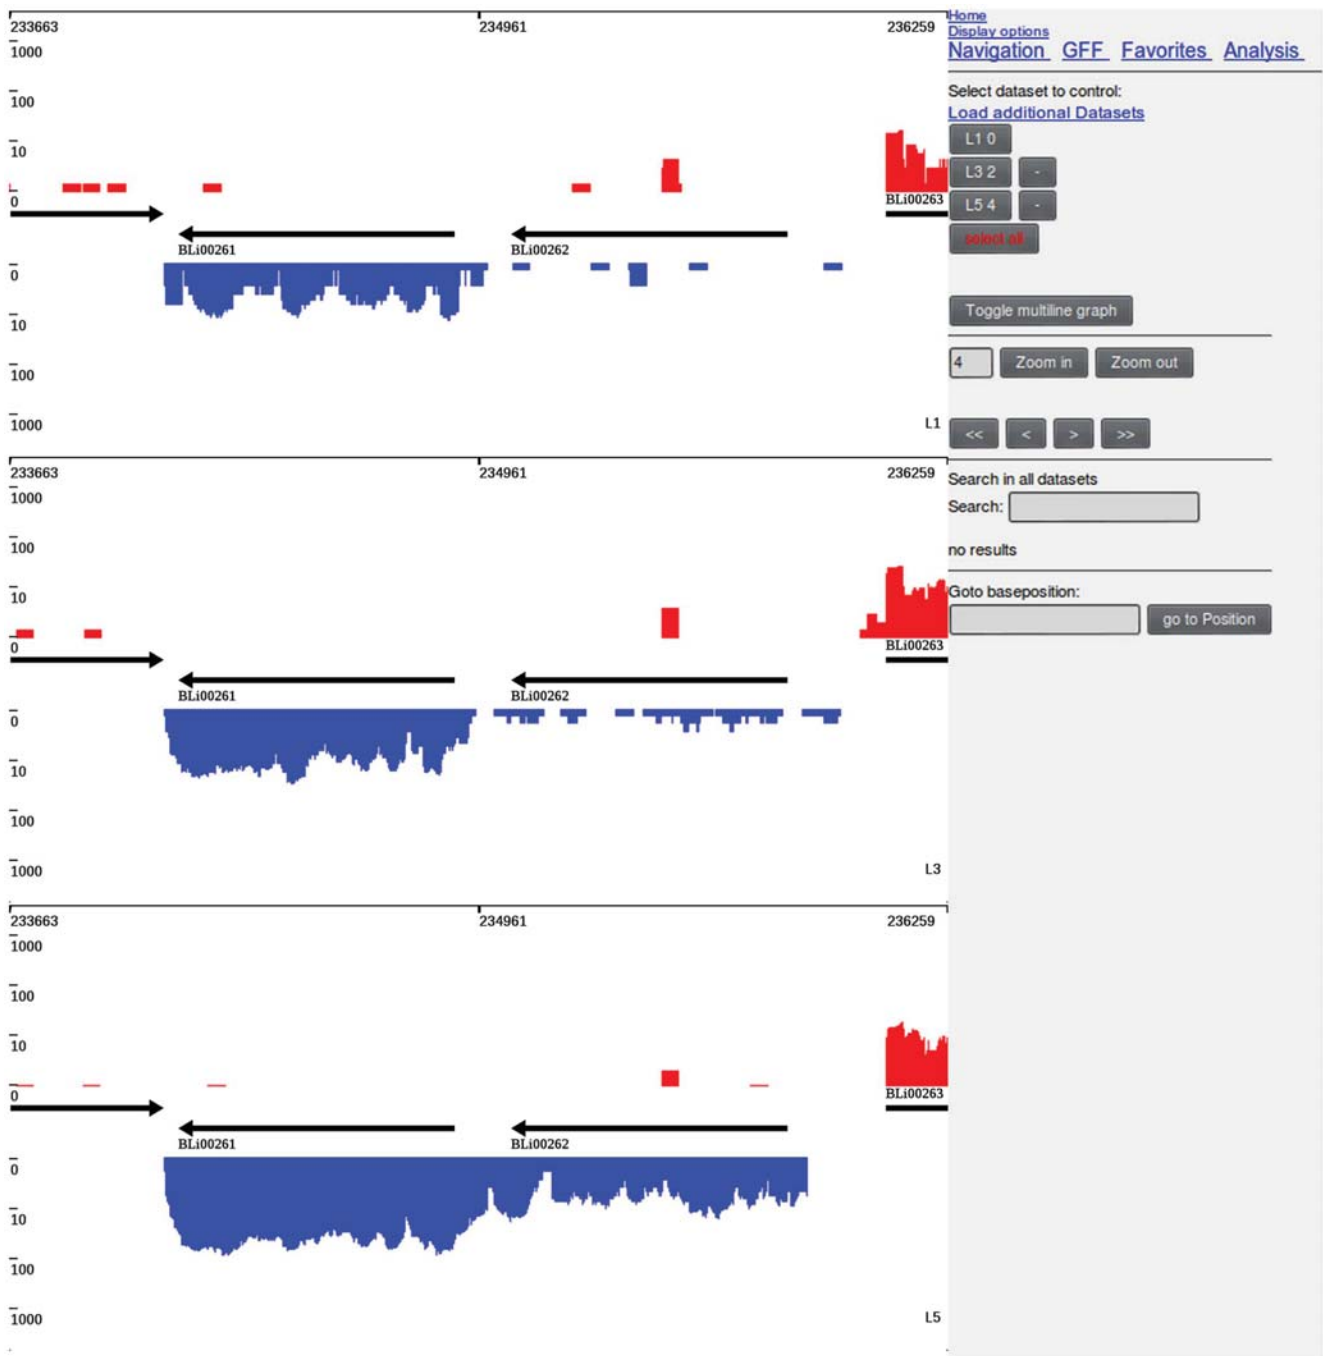 233663 234961 236259
1000
100
10
0
BLi00263
BLi00261 BLi00262
0
10
100
1000
L1
233663 234961 236259
1000
100
10
0
BLi00263
BLi00261 BLi00262
0
10
100
1000
L3
233663 234961 236259
1000
100
10
0
BLi00263
BLi00261 BLi00262
0
10
100
1000
L5
Home
Display options
Navigation GFF Favorites Analysis
Select dataset to control:
Load additional Datasets
L1 0
L3 2 -
L5 4 -
select all
Toggle multiline graph
4 Zoom in Zoom out
<< < > >>
Search in all datasets
Search:
no results
Goto baseposition:
go to Position